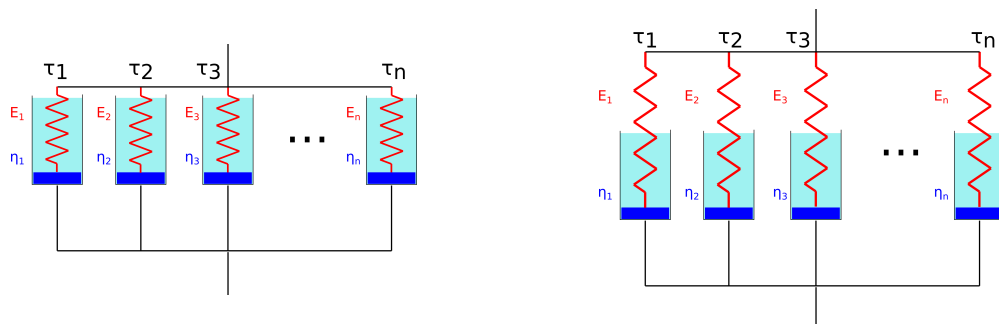 τ1 τ2 τ3 τn
E1 E2 E3 ... En
η1 η2 η3 ηn
τ1 τ2 τ3 τn
E1 E2 E3 En
η1 η2 η3 ... ηn